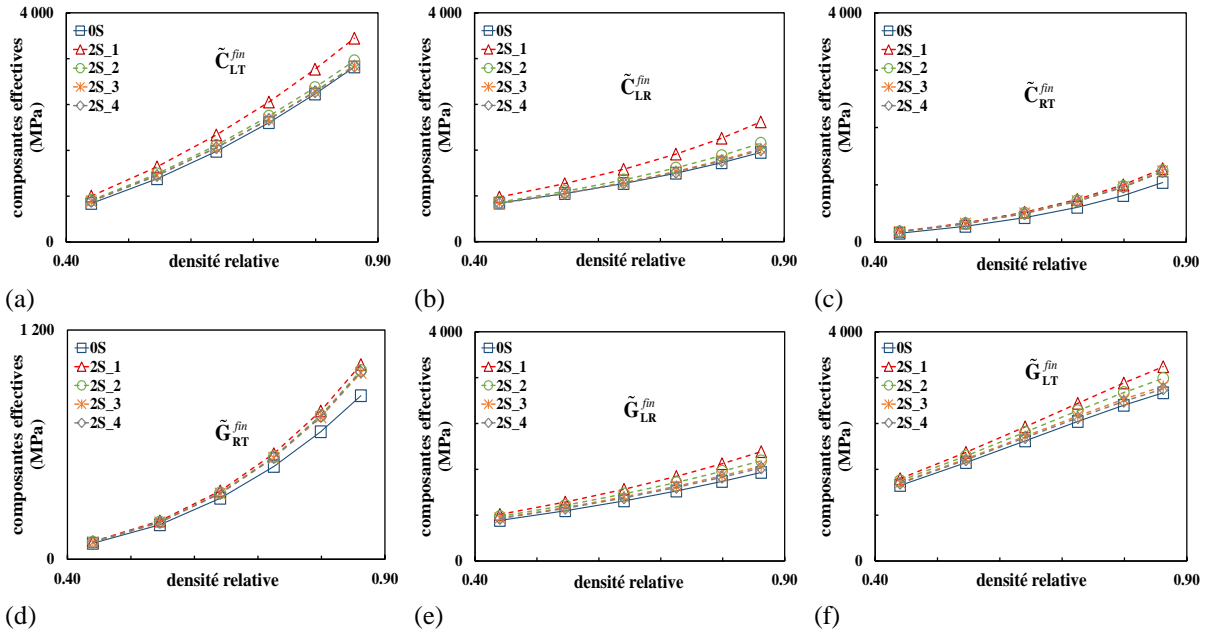 4 000
composantes effectives
(MPa)
0S
2S_1
2S_2
2S_3
2S_4
C̃ LT fin
0
0.40
densité relative
0.90
(a)
4 000
composantes effectives
(MPa)
0S
2S_1
2S_2
2S_3
2S_4
C̃ LR fin
0
0.40
densité relative
0.90
(b)
4 000
composantes effectives
(MPa)
0S
2S_1
2S_2
2S_3
2S_4
C̃ RT fin
0
0.40
densité relative
0.90
(c)
1 200
composantes effectives
(MPa)
0S
2S_1
2S_2
2S_3
2S_4
G̃ RT fin
0
0.40
densité relative
0.90
(d)
4 000
composantes effectives
(MPa)
0S
2S_1
2S_2
2S_3
2S_4
G̃ LR fin
0
0.40
densité relative
0.90
(e)
4 000
composantes effectives
(MPa)
0S
2S_1
2S_2
2S_3
2S_4
G̃ LT fin
0
0.40
densité relative
0.90
(f)